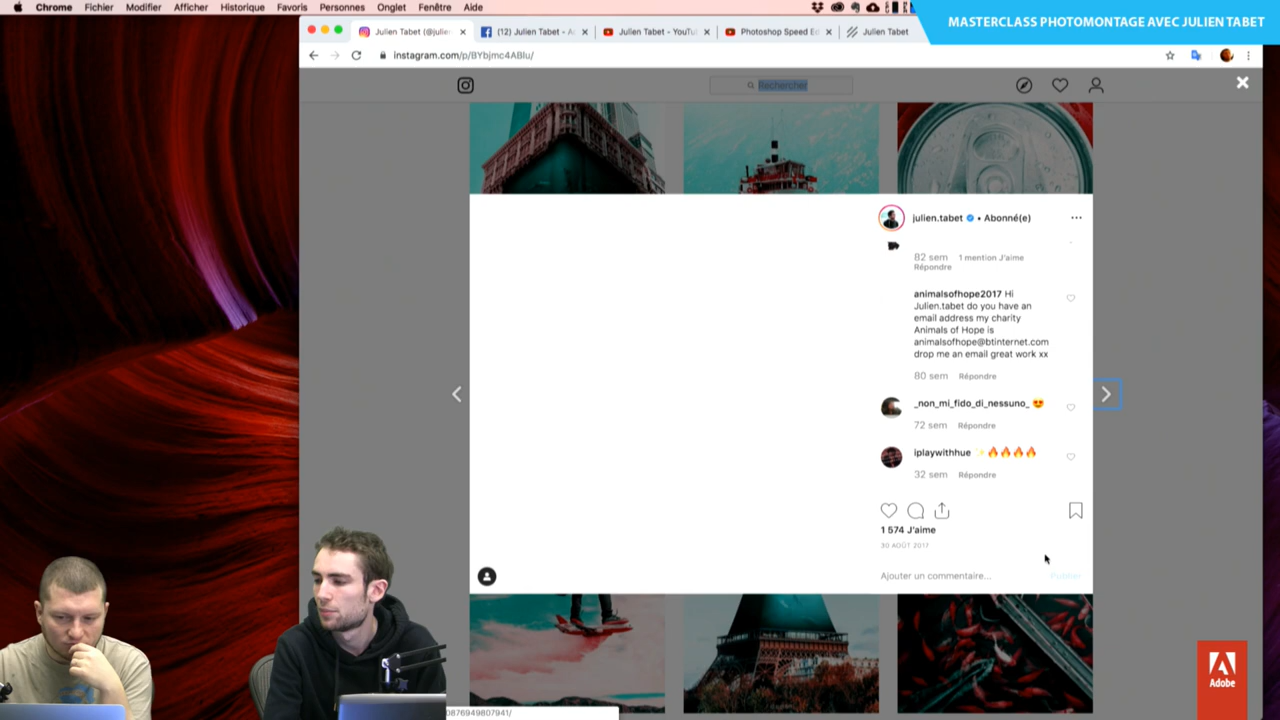 Chrome Fichier Modifier Afficher Historique Favoris Personnes Onglet Fenêtre Aide
MASTERCLASS PHOTOMONTAGE AVEC JULIEN TABET
Julien Tabet (@julie
(12) Julien Tabet - Ac
Julien Tabet - YouTu
Photoshop Speed Ed
Julien Tabet
instagram.com/p/BYbjmc4ABlu/
Rechercher
julien.tabet • Abonné(e)
82 sem 1 mention J'aime
Répondre
animalsofhope2017 Hi
Julien.tabet do you have an
email address my charity
Animals of Hope is
animalsofhope@btinternet.com
drop me an email great work xx
80 sem Répondre
_non_mi_fido_di_nessuno_ 😍
72 sem Répondre
iplaywithhue ✨🔥🔥🔥🔥
32 sem Répondre
1 574 J'aime
30 AOÛT 2017
Ajouter un commentaire... Publier
0876949807941/
Adobe